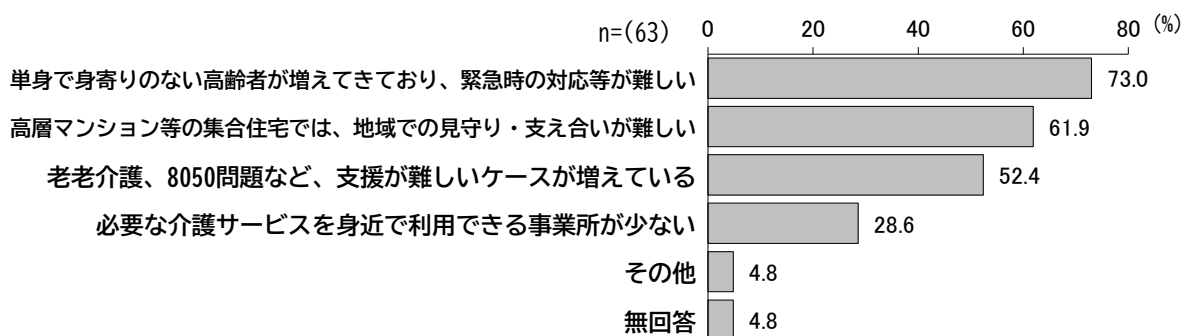 n=(63) 0 20 40 60 80 (%)
単身で身寄りのない高齢者が増えてきており、緊急時の対応等が難しい 73.0
高層マンション等の集合住宅では、地域での見守り・支え合いが難しい 61.9
老老介護、8050問題など、支援が難しいケースが増えている 52.4
必要な介護サービスを身近で利用できる事業所が少ない 28.6
その他 4.8
無回答 4.8